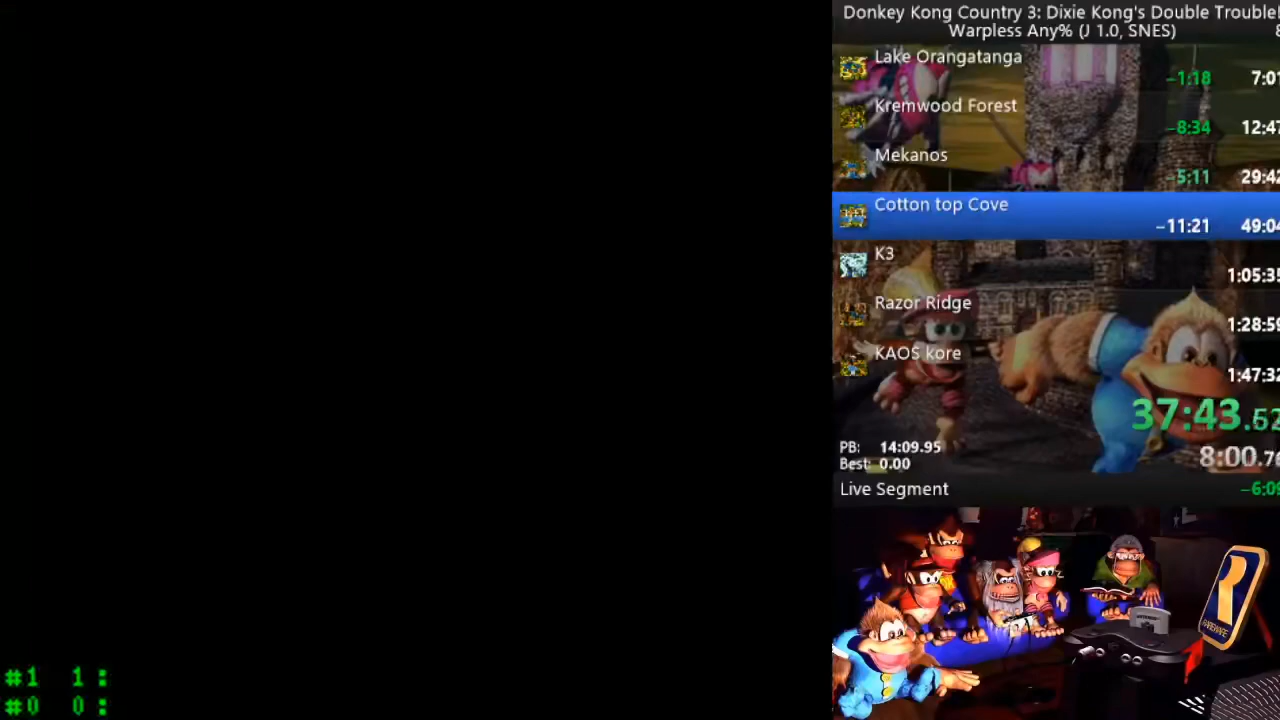 Donkey Kong Country 3: Dixie Kong's Double Trouble!
Warpless Any% (J 1.0, SNES)
Lake Orangatanga
-1:18 7:01
Kremwood Forest
-8:34 12:47
Mekanos
-5:11 29:42
Cotton top Cove
-11:21 49:04
K3
1:05:35
Razor Ridge
1:28:59
KAOS kore
1:47:32
37:43.52
PB: 14:09.95
Best: 0.00
8:00.76
Live Segment -6:09
RAREWARE
#1 1:
#0 0: